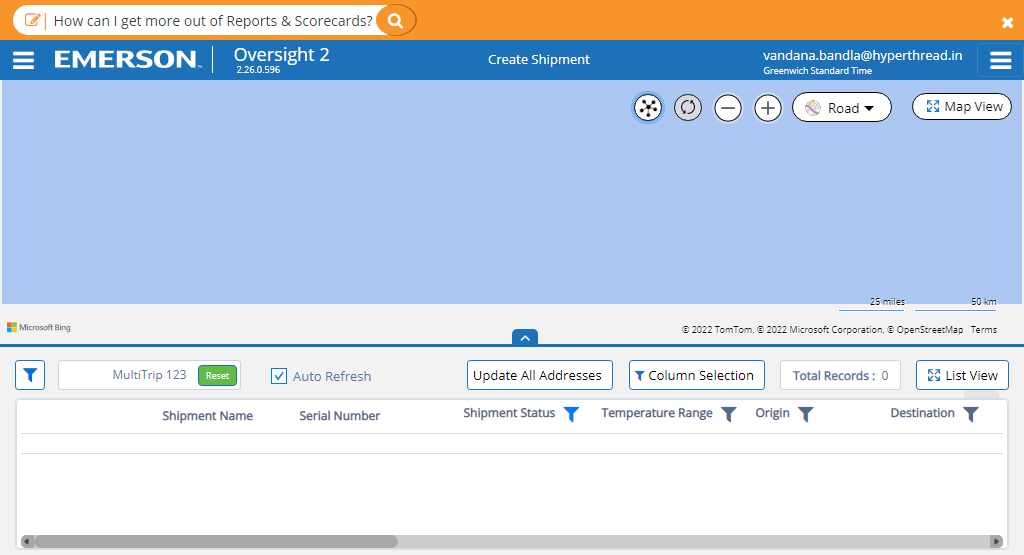 How can I get more out of Reports & Scorecards?
EMERSON™ Oversight 2
2.26.0.596
Create Shipment
vandana.bandla@hyperthread.in
Greenwich Standard Time
Road
Map View
25 miles 50 km
Microsoft Bing
© 2022 TomTom, © 2022 Microsoft Corporation, © OpenStreetMap Terms
MultiTrip 123 Reset Auto Refresh Update All Addresses Column Selection Total Records : 0 List View
Shipment Name Serial Number Shipment Status Temperature Range Origin Destination